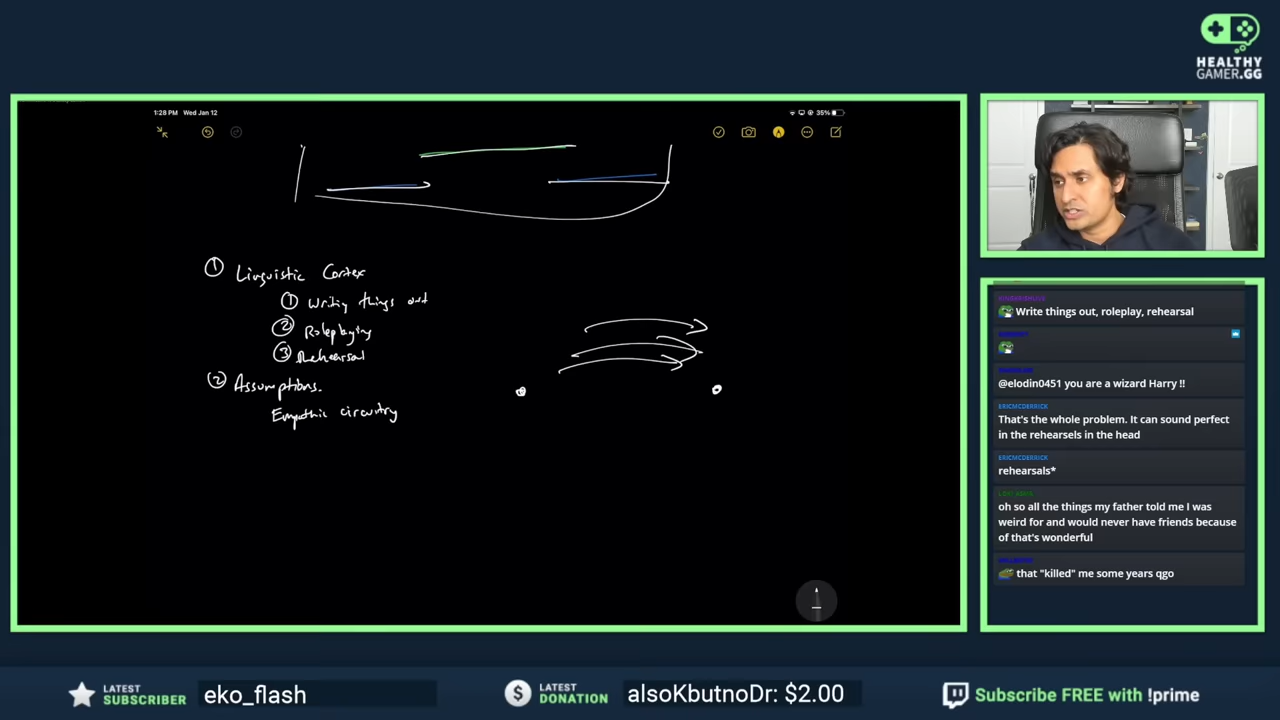 HEALTHY
GAMER.GG
1:28 PM Wed Jan 12
35%
① Linguistic Cortex
① Writing things out
② Roleplaying
③ Rehearsal
② Assumptions.
Empathic circuitry
Write things out, roleplay, rehearsal
@elodin0451 you are a wizard Harry !!
ERICMCDERRICK
That's the whole problem. It can sound perfect
in the rehearsels in the head
ERICMCDERRICK
rehearsals*
oh so all the things my father told me I was
weird for and would never have friends because
of that's wonderful
that "killed" me some years qgo
LATEST
SUBSCRIBER
eko_flash
LATEST
DONATION
alsoKbutnoDr: $2.00
Subscribe FREE with !prime